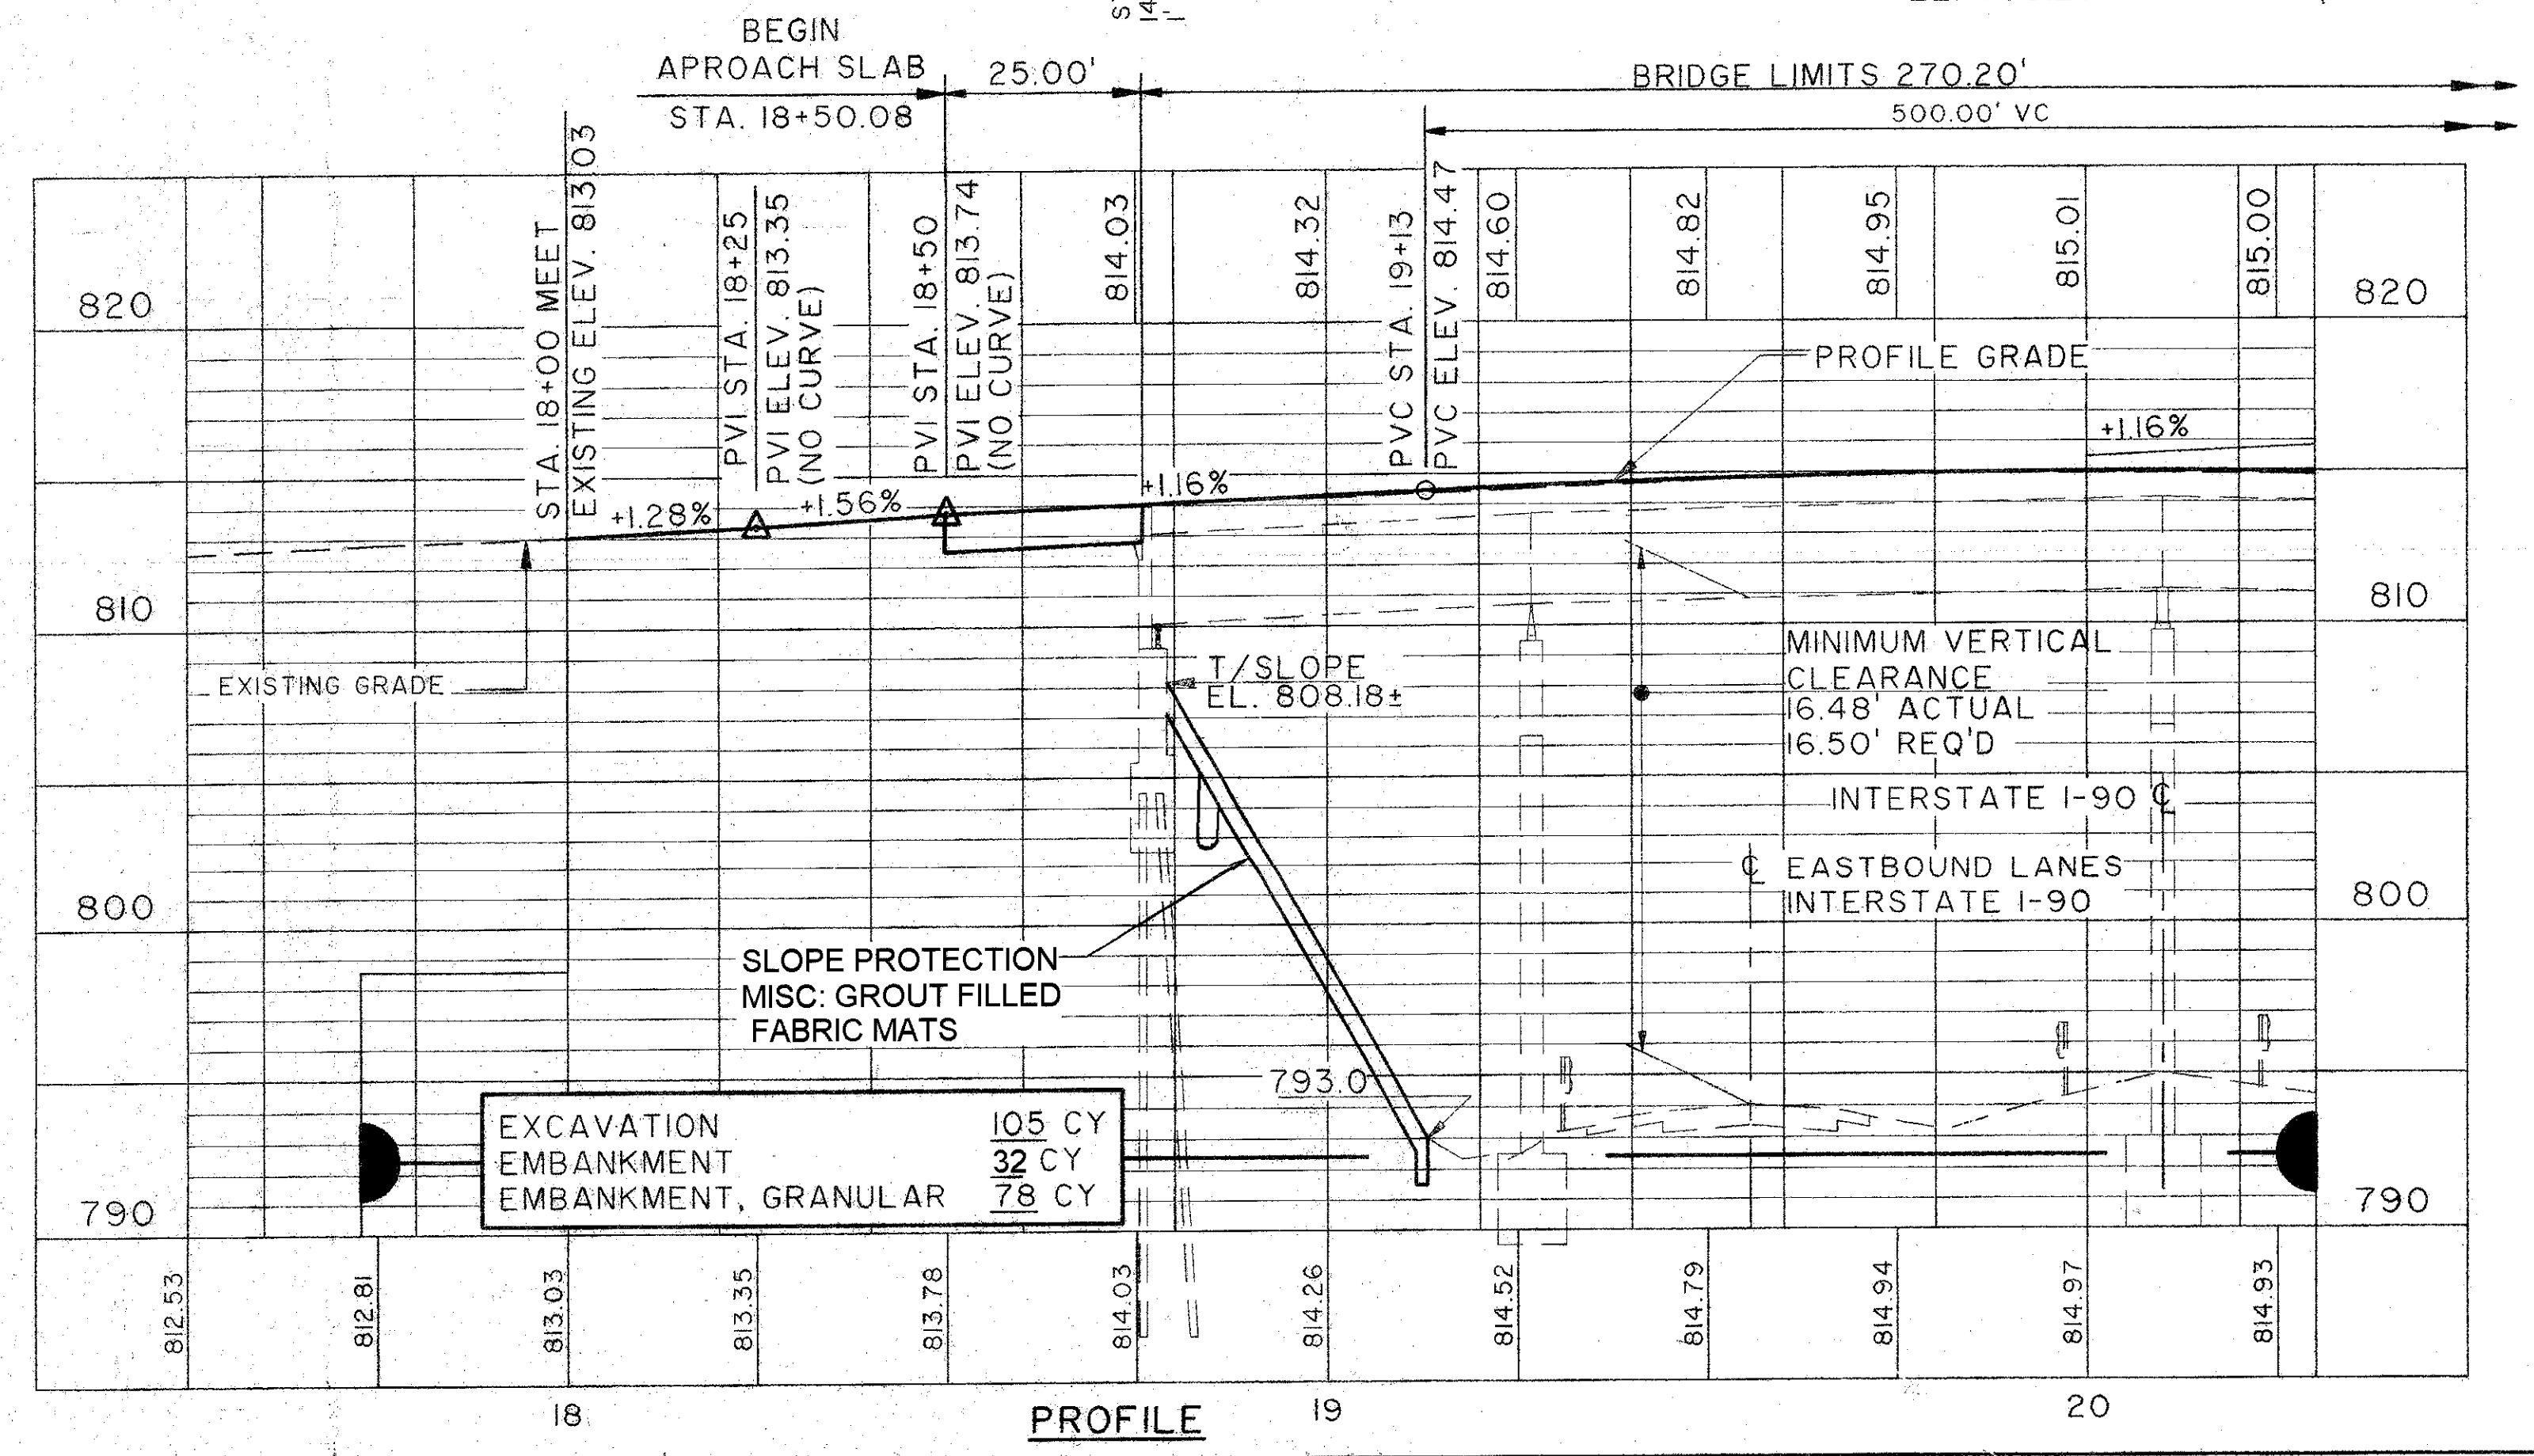 BEGIN
APROACH SLAB
25.00'
BRIDGE LIMITS 270.20'
STA. 18+50.08
500.00' VC
STA. 18+00 MEET
EXISTING ELEV. 813.03
PVI STA. 18+25
PVI ELEV. 813.35
(NO CURVE)
PVI STA. 18+50
PVI ELEV. 813.74
(NO CURVE)
814.03
814.32
PVC STA. 19+13
PVC ELEV. 814.47
814.60
814.82
814.95
815.01
815.00
820
820
PROFILE GRADE
+1.16%
+1.28%
+1.56%
+1.16%
810
810
EXISTING GRADE
T/SLOPE
EL. 808.18±
MINIMUM VERTICAL
CLEARANCE
16.48' ACTUAL
16.50' REQ'D
INTERSTATE I-90 ℄
℄ EASTBOUND LANES
INTERSTATE I-90
800
800
SLOPE PROTECTION
MISC: GROUT FILLED
FABRIC MATS
793.0
EXCAVATION 105 CY
EMBANKMENT 32 CY
EMBANKMENT, GRANULAR 78 CY
790
790
812.53
812.81
813.03
813.35
813.78
814.03
814.26
814.52
814.79
814.94
814.97
814.93
18
19
20
PROFILE